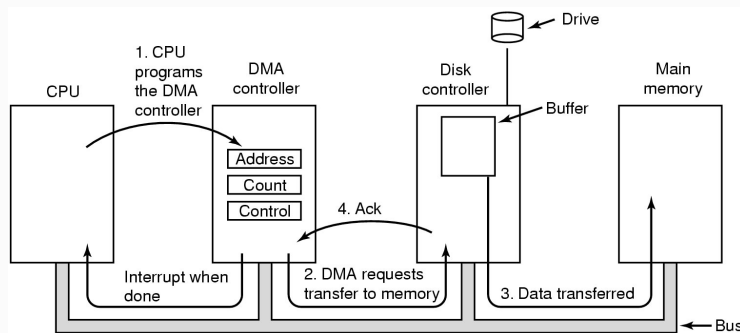 Drive
1. CPU
programs
the DMA
controller
CPU
DMA
controller
Disk
controller
Main
memory
Buffer
Address
Count
Control
4. Ack
Interrupt when
done
2. DMA requests
transfer to memory
3. Data transferred
Bus